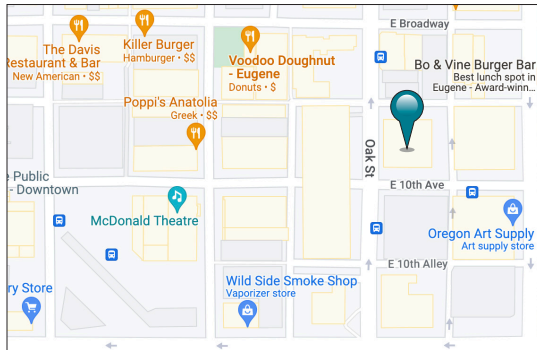 E Broadway
Killer Burger
Hamburger • $$
The Davis
Restaurant & Bar
New American • $$
Voodoo Doughnut
- Eugene
Donuts • $
Bo & Vine Burger Bar
Best lunch spot in
Eugene - Award-winn...
Poppi's Anatolia
Greek • $$
Oak St
e Public
- Downtown
E 10th Ave
McDonald Theatre
Oregon Art Supply
Art supply store
E 10th Alley
Wild Side Smoke Shop
Vaporizer store
ry Store